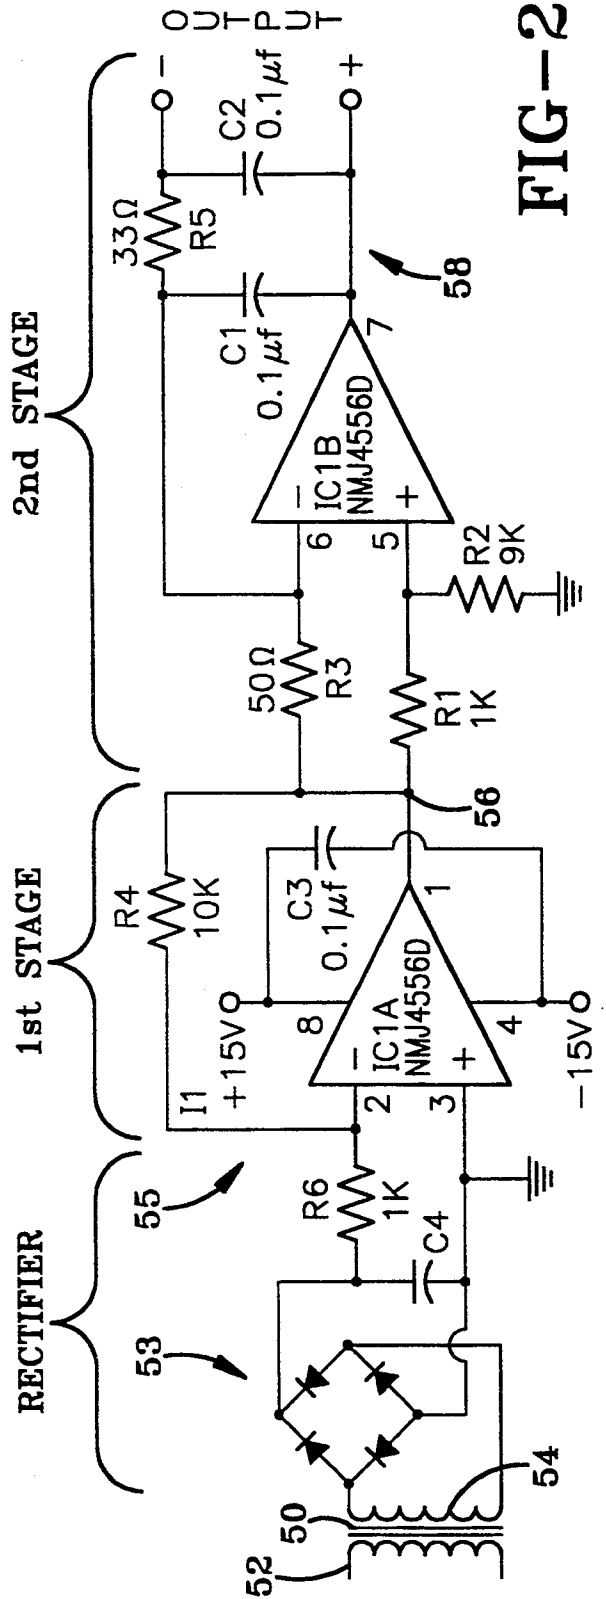 RECTIFIER
1st STAGE
2nd STAGE
53
55
I1
R4
10K
+15V
C3
0.1µf
8
R6
1K
2
−
IC1A
NMJ4556D
+
3
1
4
−15V
C4
50
52
54
56
50Ω
R3
R1
1K
6
−
IC1B
NMJ4556D
+
5
7
R2
9K
C1
0.1µf
33Ω
R5
C2
0.1µf
58
−
OUTPUT
+
FIG-2